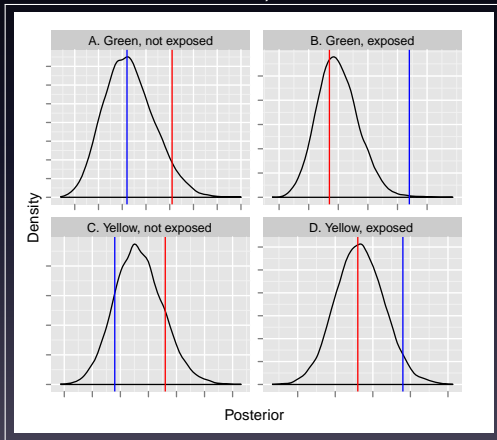 A. Green, not exposed
B. Green, exposed
Density
C. Yellow, not exposed
D. Yellow, exposed
Posterior